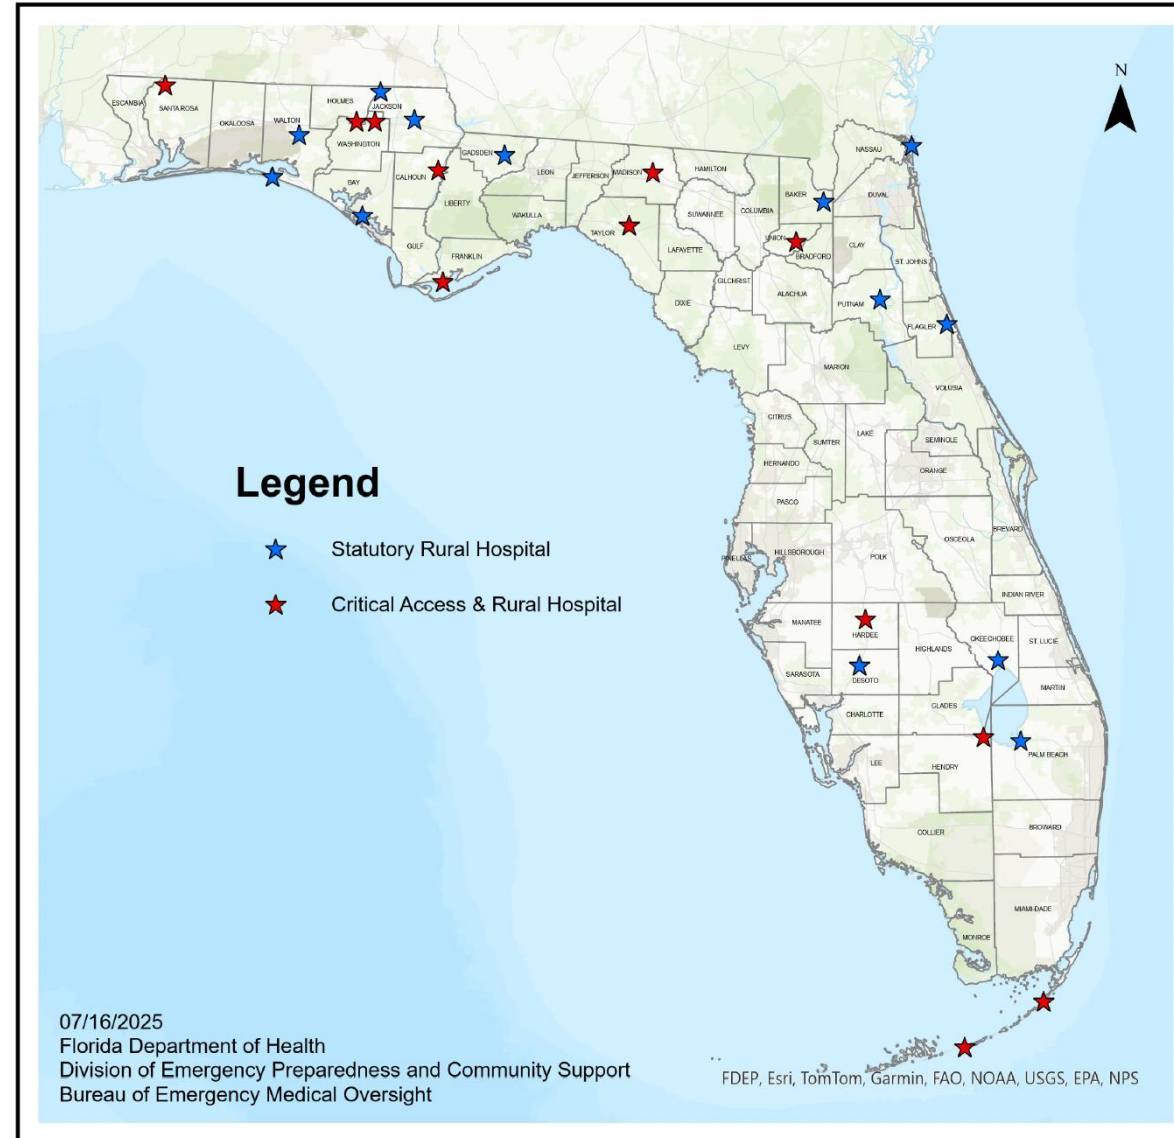 N
ESCAMBIA
SANTA ROSA
OKALOOSA
WALTON
HOLMES
JACKSON
WASHINGTON
BAY
CALHOUN
GULF
LIBERTY
FRANKLIN
GADSDEN
LEON
WAKULLA
JEFFERSON
MADISON
TAYLOR
HAMILTON
SUWANNEE
LAFAYETTE
DIXIE
COLUMBIA
GILCHRIST
BAKER
UNION
BRADFORD
ALACHUA
LEVY
NASSAU
DUVAL
CLAY
ST. JOHNS
PUTNAM
FLAGLER
MARION
VOLUSIA
CITRUS
SUMTER
LAKE
SEMINOLE
HERNANDO
ORANGE
PASCO
PINELLAS
HILLSBOROUGH
POLK
OSCEOLA
BREVARD
INDIAN RIVER
MANATEE
HARDEE
HIGHLANDS
OKEECHOBEE
ST. LUCIE
SARASOTA
DESOTO
MARTIN
CHARLOTTE
GLADES
LEE
HENDRY
PALM BEACH
COLLIER
BROWARD
MONROE
MIAMI-DADE
Legend
Statutory Rural Hospital
Critical Access & Rural Hospital
07/16/2025
Florida Department of Health
Division of Emergency Preparedness and Community Support
Bureau of Emergency Medical Oversight
FDEP, Esri, TomTom, Garmin, FAO, NOAA, USGS, EPA, NPS